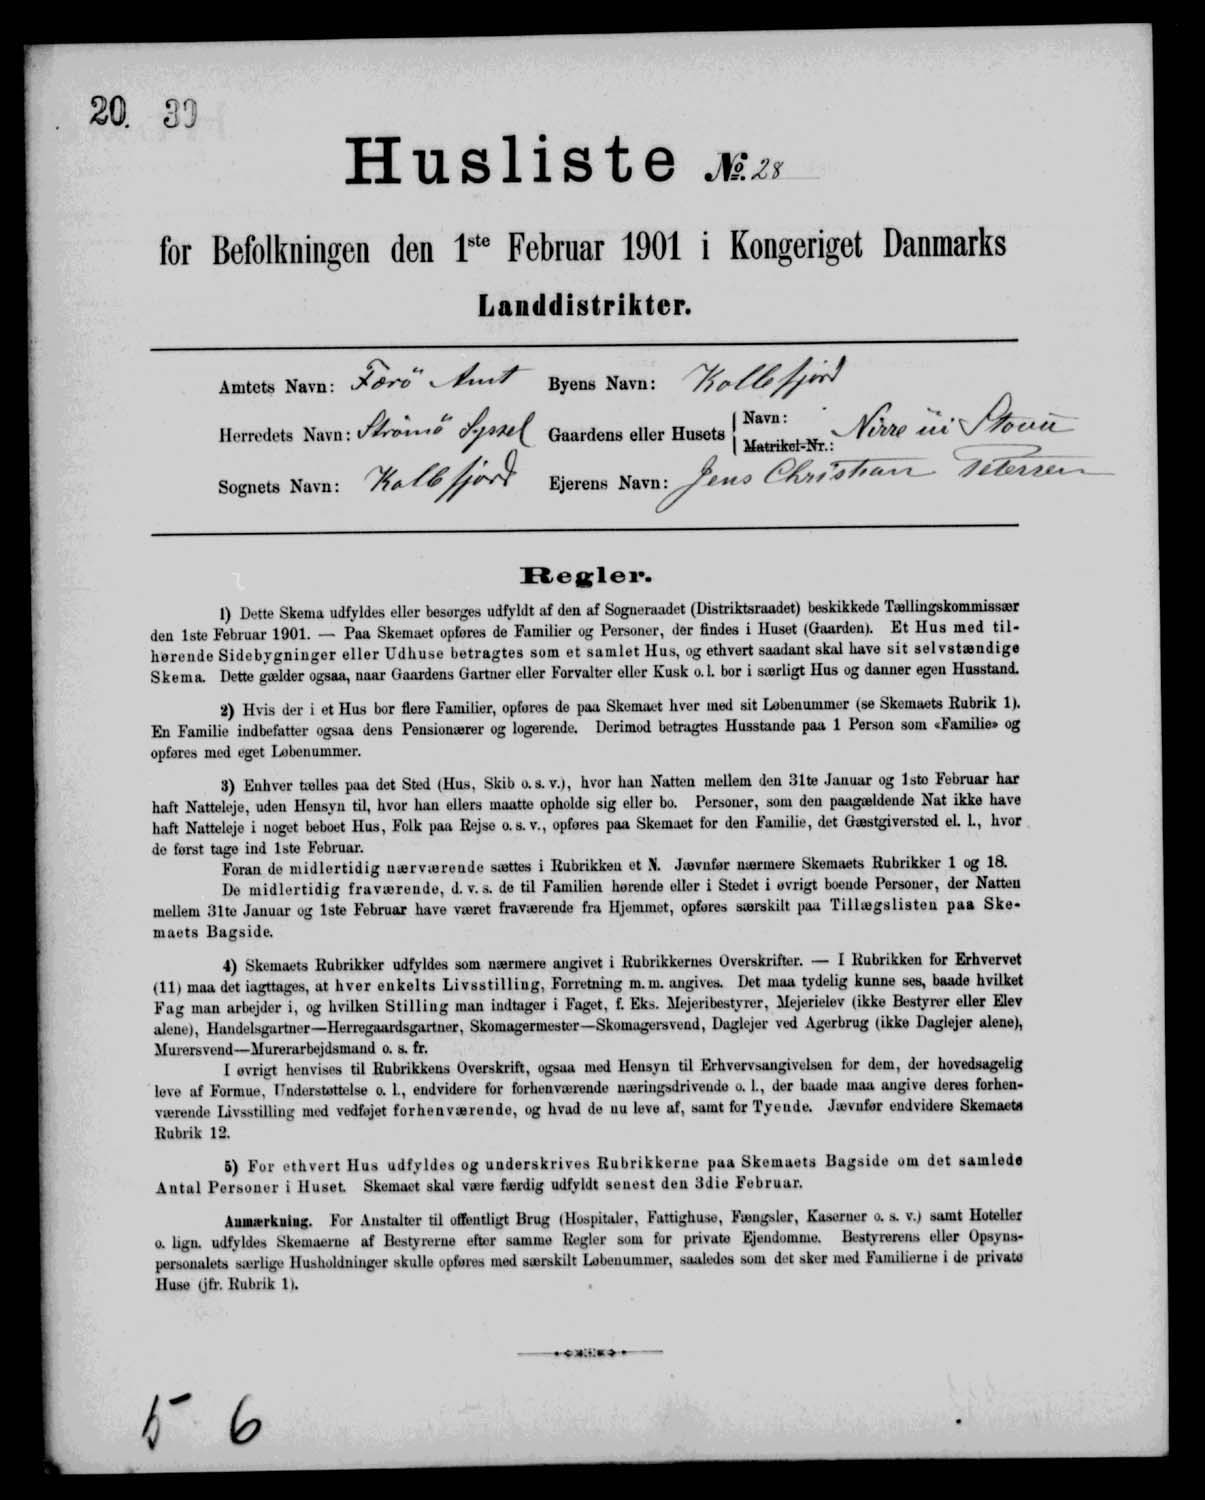 20. 39
Husliste No. 28
for Befolkningen den 1ste Februar 1901 i Kongeriget Danmarks
Landdistrikter.
Amtets Navn: Færö Amt Byens Navn: Kollefjord
Herredets Navn: Strömö Syssel Gaardens eller Husets Navn: Matrikel-Nr.: Nirre úi Stovu
Sognets Navn: Kollefjord Ejerens Navn: Jens Christian Petersen
Regler.
1) Dette Skema udfyldes eller besørges udfyldt af den af Sogneraadet (Distriktsraadet) beskikkede Tællingskommissær
den 1ste Februar 1901. — Paa Skemaet opføres de Familier og Personer, der findes i Huset (Gaarden). Et Hus med til-
hørende Sidebygninger eller Udhuse betragtes som et samlet Hus, og ethvert saadant skal have sit selvstændige
Skema. Dette gælder ogsaa, naar Gaardens Gartner eller Forvalter eller Kusk o. l. bor i særligt Hus og danner egen Husstand.
2) Hvis der i et Hus bor flere Familier, opføres de paa Skemaet hver med sit Løbenummer (se Skemaets Rubrik 1).
En Familie indbefatter ogsaa dens Pensionærer og logerende. Derimod betragtes Husstande paa 1 Person som «Familie» og
opføres med eget Løbenummer.
3) Enhver tælles paa det Sted (Hus, Skib o. s. v.), hvor han Natten mellem den 31te Januar og 1ste Februar har
haft Natteleje, uden Hensyn til, hvor han ellers maatte opholde sig eller bo. Personer, som den paagældende Nat ikke have
haft Natteleje i noget beboet Hus, Folk paa Rejse o. s. v., opføres paa Skemaet for den Familie, det Gæstgiversted el. l., hvor
de først tage ind 1ste Februar.
Foran de midlertidig nærværende sættes i Rubrikken et N. Jævnfør nærmere Skemaets Rubrikker 1 og 18.
De midlertidig fraværende, d. v. s. de til Familien hørende eller i Stedet i øvrigt boende Personer, der Natten
mellem 31te Januar og 1ste Februar have været fraværende fra Hjemmet, opføres særskilt paa Tillægslisten paa Ske-
maets Bagside.
4) Skemaets Rubrikker udfyldes som nærmere angivet i Rubrikkernes Overskrifter. — I Rubrikken for Erhvervet
(11) maa det iagttages, at hver enkelts Livsstilling, Forretning m. m. angives. Det maa tydelig kunne ses, baade hvilket
Fag man arbejder i, og hvilken Stilling man indtager i Faget, f. Eks. Mejeribestyrer, Mejerielev (ikke Bestyrer eller Elev
alene), Handelsgartner—Herregaardsgartner, Skomagermester—Skomagersvend, Daglejer ved Agerbrug (ikke Daglejer alene),
Murersvend—Murerarbejdsmand o. s. fr.
I øvrigt henvises til Rubrikkens Overskrift, ogsaa med Hensyn til Erhvervsangivelsen for dem, der hovedsagelig
leve af Formue, Understøttelse o. l., endvidere for forhenværende næringsdrivende o. l., der baade maa angive deres forhen-
værende Livsstilling med vedføjet forhenværende, og hvad de nu leve af, samt for Tyende. Jævnfør endvidere Skemaets
Rubrik 12.
5) For ethvert Hus udfyldes og underskrives Rubrikkerne paa Skemaets Bagside om det samlede
Antal Personer i Huset. Skemaet skal være færdig udfyldt senest den 3die Februar.
Anmærkning. For Anstalter til offentligt Brug (Hospitaler, Fattighuse, Fængsler, Kaserner o. s. v.) samt Hoteller
o. lign. udfyldes Skemaerne af Bestyrerne efter samme Regler som for private Ejendomme. Bestyrerens eller Opsyns-
personalets særlige Husholdninger skulle opføres med særskilt Løbenummer, saaledes som det sker med Familierne i de private
Huse (jfr. Rubrik 1).
5 6